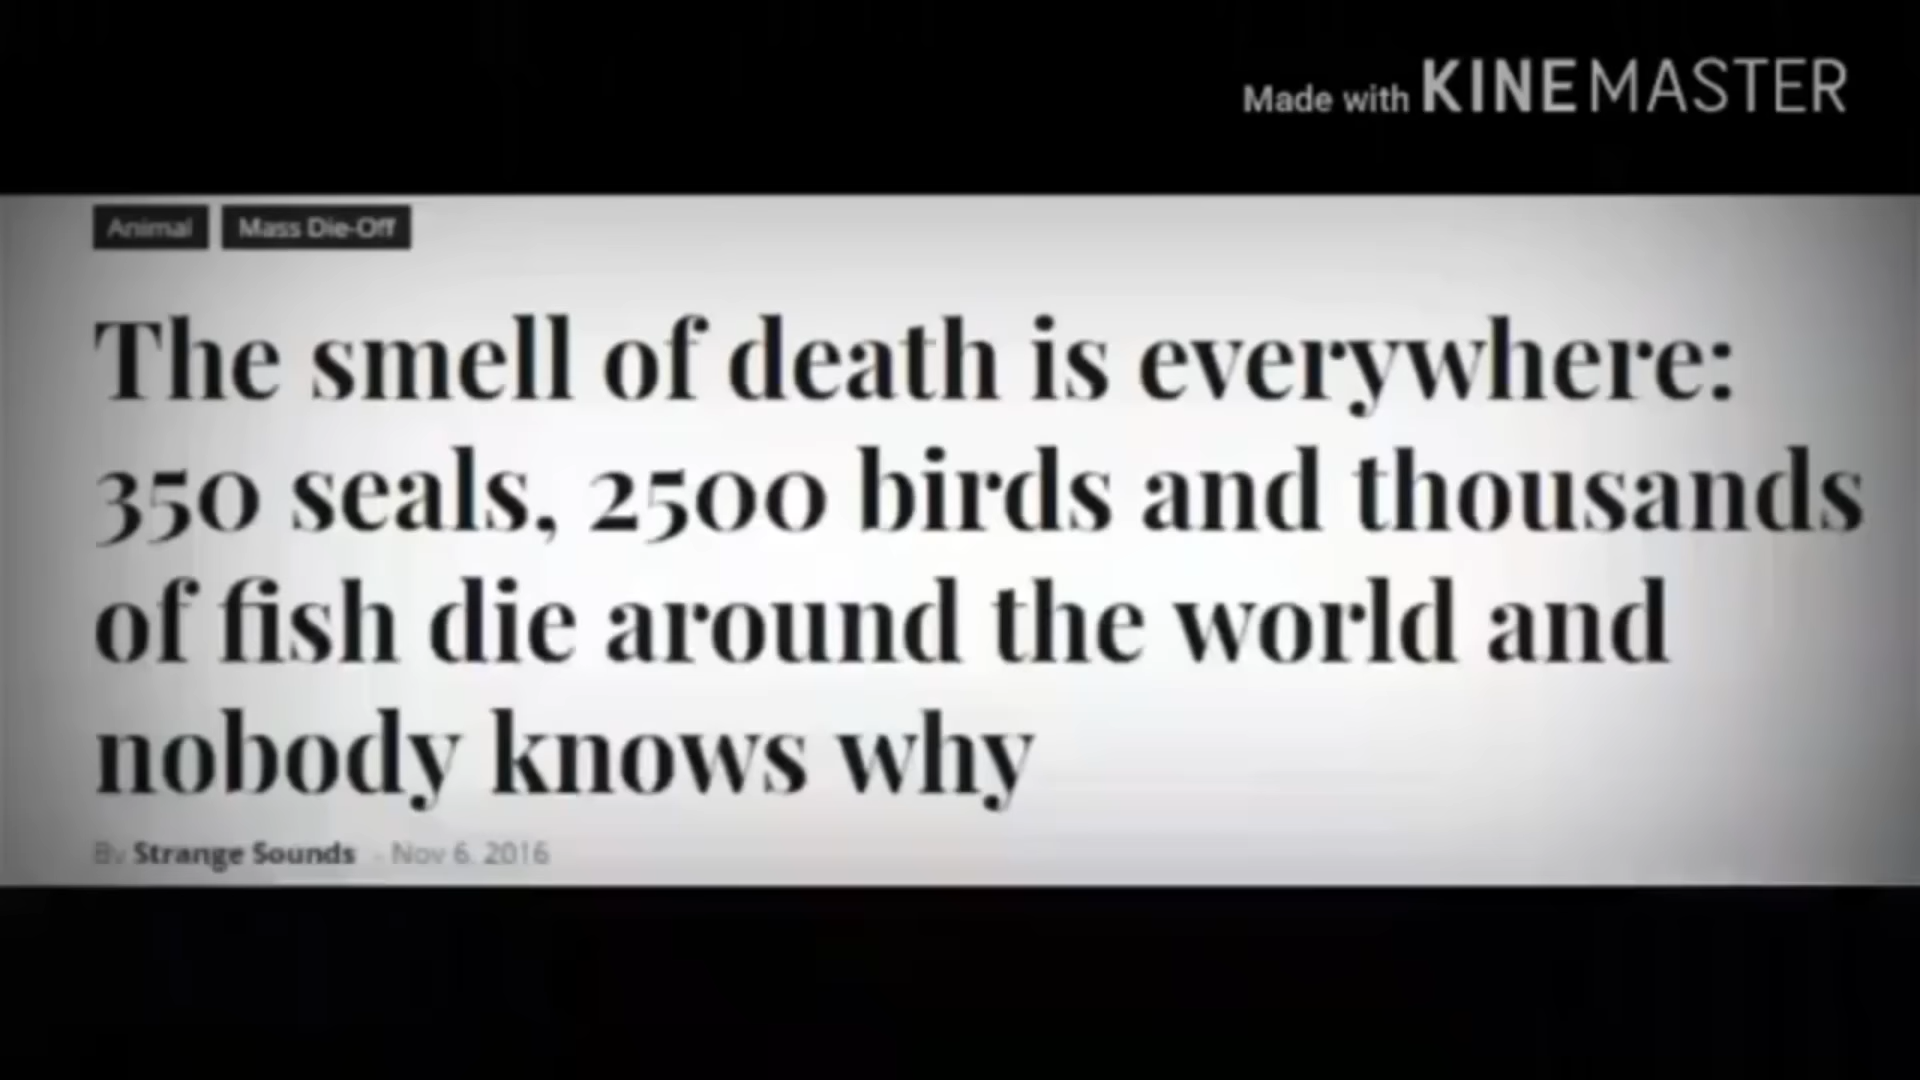 Made with KINEMASTER
Animal Mass Die-Off
The smell of death is everywhere:
350 seals, 2500 birds and thousands
of fish die around the world and
nobody knows why
By Strange Sounds - Nov 6, 2016